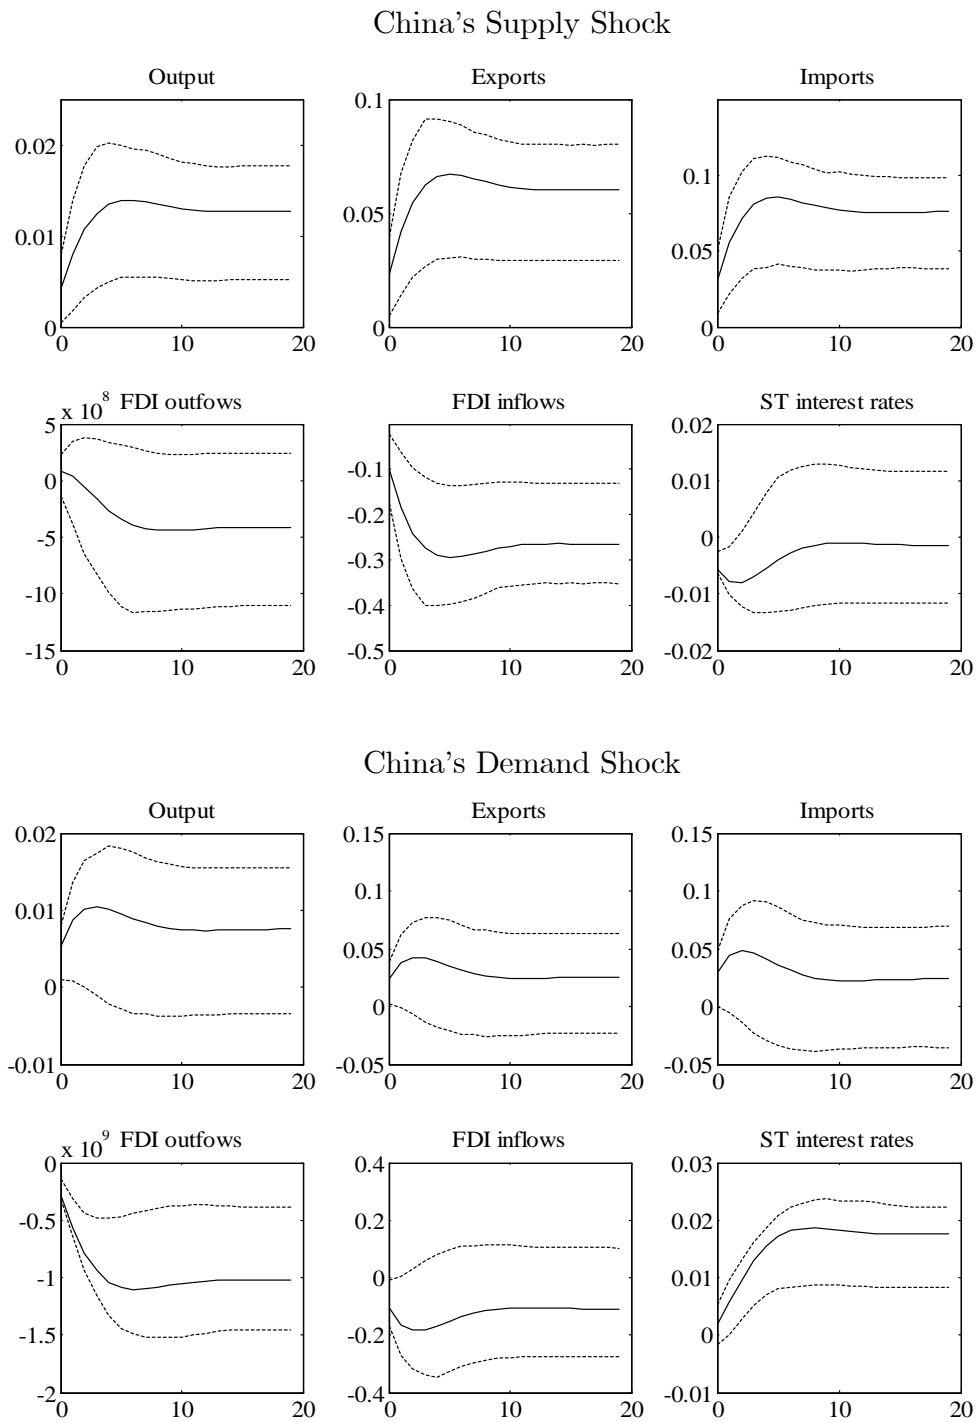 China's Supply Shock
Output Exports Imports
0.02 0.01 0 0 10 20
0.1 0.05 0 0 10 20
0.1 0.05 0 0 10 20
x 10^8 FDI outfows FDI inflows ST interest rates
5 0 -5 -10 -15 0 10 20
-0.1 -0.2 -0.3 -0.4 -0.5 0 10 20
0.02 0.01 0 -0.01 -0.02 0 10 20
China's Demand Shock
Output Exports Imports
0.02 0.01 0 -0.01 0 10 20
0.15 0.1 0.05 0 -0.05 0 10 20
0.15 0.1 0.05 0 -0.05 0 10 20
x 10^9 FDI outfows FDI inflows ST interest rates
0 -0.5 -1 -1.5 -2 0 10 20
0.4 0.2 0 -0.2 -0.4 0 10 20
0.03 0.02 0.01 0 -0.01 0 10 20